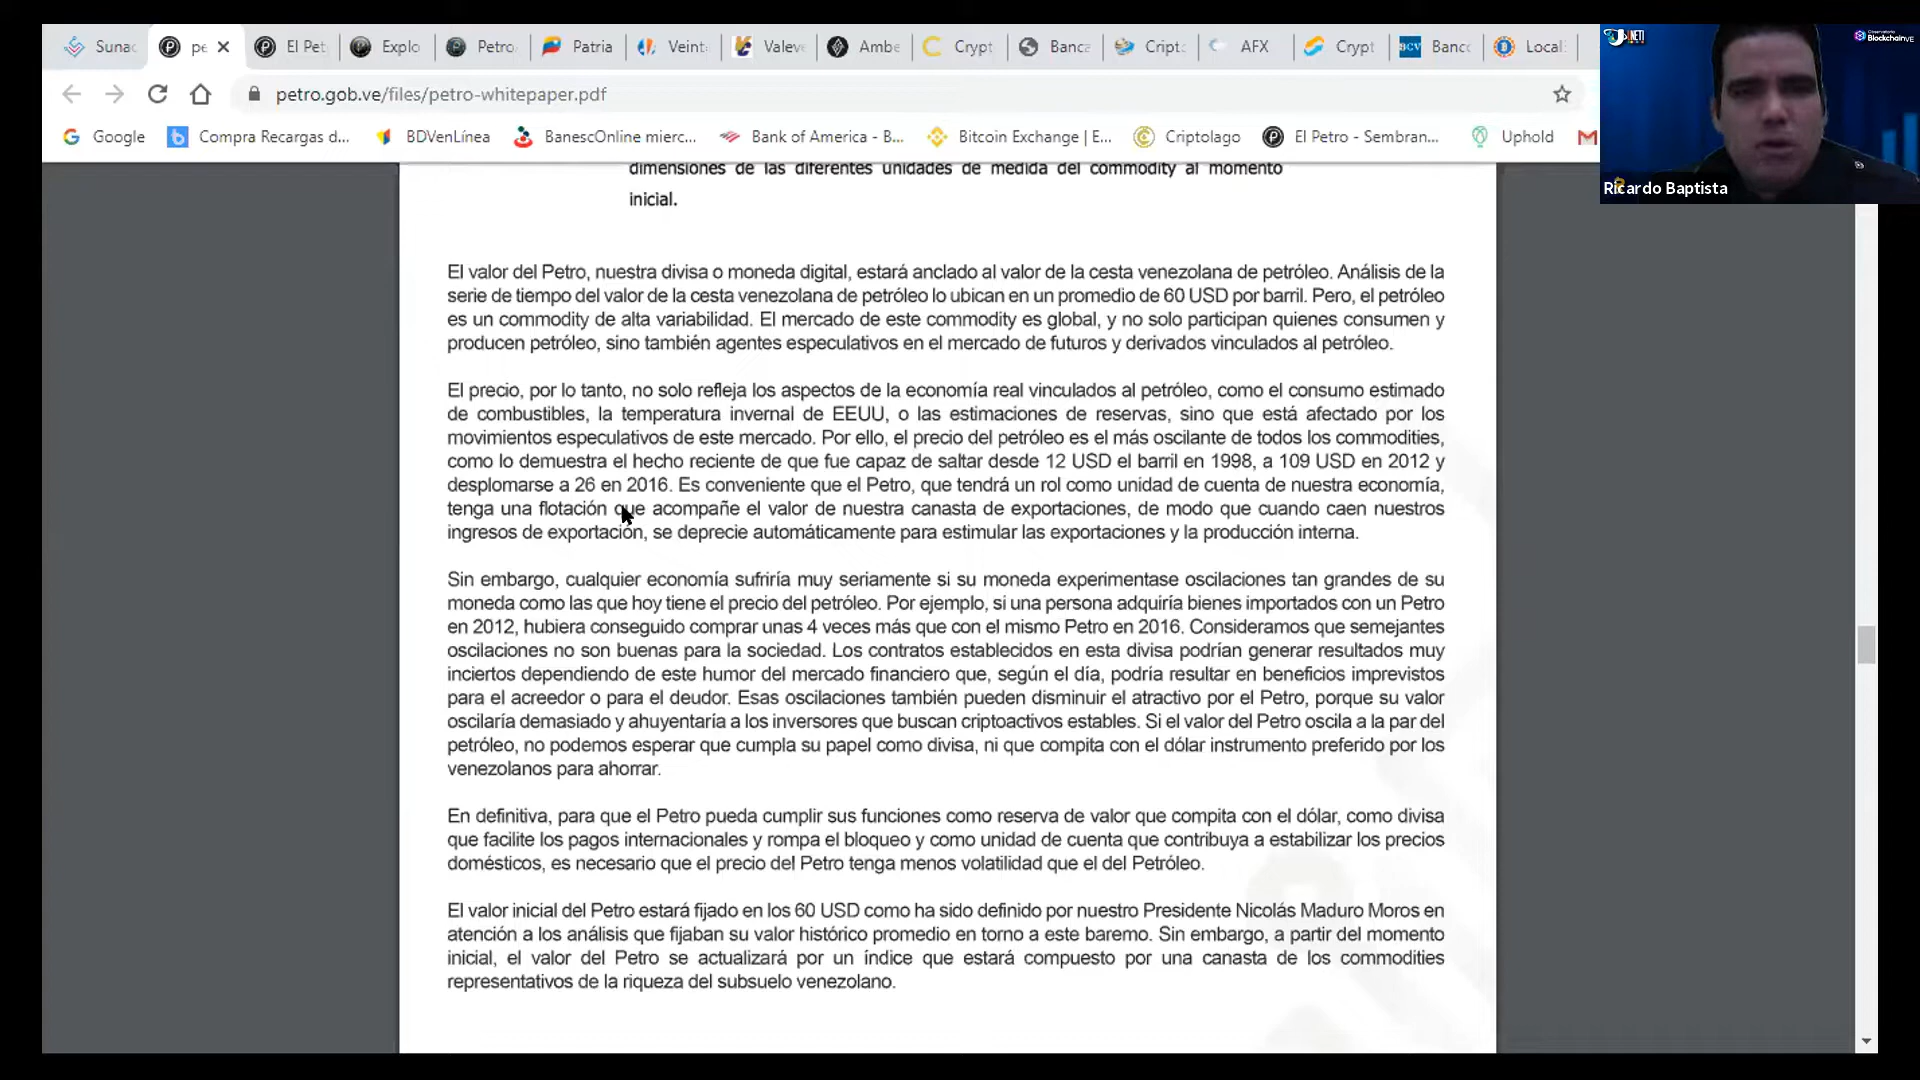 Sunac
pe
El Pet
Explo
Petro
Patria
Veint
Valev
Ambe
Crypt
Banca
Cripto
AFX
Crypt
BCV
Banco
Local
petro.gob.ve/files/petro-whitepaper.pdf
Google
Compra Recargas d...
BDVenLínea
BanescOnline mierc...
Bank of America - B...
Bitcoin Exchange | E...
Criptolago
El Petro - Sembran...
Uphold
.NET!
BlockchainVE
Ricardo Baptista
dimensiones de las diferentes unidades de medida del commodity al momento
inicial.
El valor del Petro, nuestra divisa o moneda digital, estará anclado al valor de la cesta venezolana de petróleo. Análisis de la
serie de tiempo del valor de la cesta venezolana de petróleo lo ubican en un promedio de 60 USD por barril. Pero, el petróleo
es un commodity de alta variabilidad. El mercado de este commodity es global, y no solo participan quienes consumen y
producen petróleo, sino también agentes especulativos en el mercado de futuros y derivados vinculados al petróleo.
El precio, por lo tanto, no solo refleja los aspectos de la economía real vinculados al petróleo, como el consumo estimado
de combustibles, la temperatura invernal de EEUU, o las estimaciones de reservas, sino que está afectado por los
movimientos especulativos de este mercado. Por ello, el precio del petróleo es el más oscilante de todos los commodities,
como lo demuestra el hecho reciente de que fue capaz de saltar desde 12 USD el barril en 1998, a 109 USD en 2012 y
desplomarse a 26 en 2016. Es conveniente que el Petro, que tendrá un rol como unidad de cuenta de nuestra economía,
tenga una flotación que acompañe el valor de nuestra canasta de exportaciones, de modo que cuando caen nuestros
ingresos de exportación, se deprecie automáticamente para estimular las exportaciones y la producción interna.
Sin embargo, cualquier economía sufriría muy seriamente si su moneda experimentase oscilaciones tan grandes de su
moneda como las que hoy tiene el precio del petróleo. Por ejemplo, si una persona adquiría bienes importados con un Petro
en 2012, hubiera conseguido comprar unas 4 veces más que con el mismo Petro en 2016. Consideramos que semejantes
oscilaciones no son buenas para la sociedad. Los contratos establecidos en esta divisa podrían generar resultados muy
inciertos dependiendo de este humor del mercado financiero que, según el día, podría resultar en beneficios imprevistos
para el acreedor o para el deudor. Esas oscilaciones también pueden disminuir el atractivo por el Petro, porque su valor
oscilaría demasiado y ahuyentaría a los inversores que buscan criptoactivos estables. Si el valor del Petro oscila a la par del
petróleo, no podemos esperar que cumpla su papel como divisa, ni que compita con el dólar instrumento preferido por los
venezolanos para ahorrar.
En definitiva, para que el Petro pueda cumplir sus funciones como reserva de valor que compita con el dólar, como divisa
que facilite los pagos internacionales y rompa el bloqueo y como unidad de cuenta que contribuya a estabilizar los precios
domésticos, es necesario que el precio del Petro tenga menos volatilidad que el del Petróleo.
El valor inicial del Petro estará fijado en los 60 USD como ha sido definido por nuestro Presidente Nicolás Maduro Moros en
atención a los análisis que fijaban su valor histórico promedio en torno a este baremo. Sin embargo, a partir del momento
inicial, el valor del Petro se actualizará por un índice que estará compuesto por una canasta de los commodities
representativos de la riqueza del subsuelo venezolano.